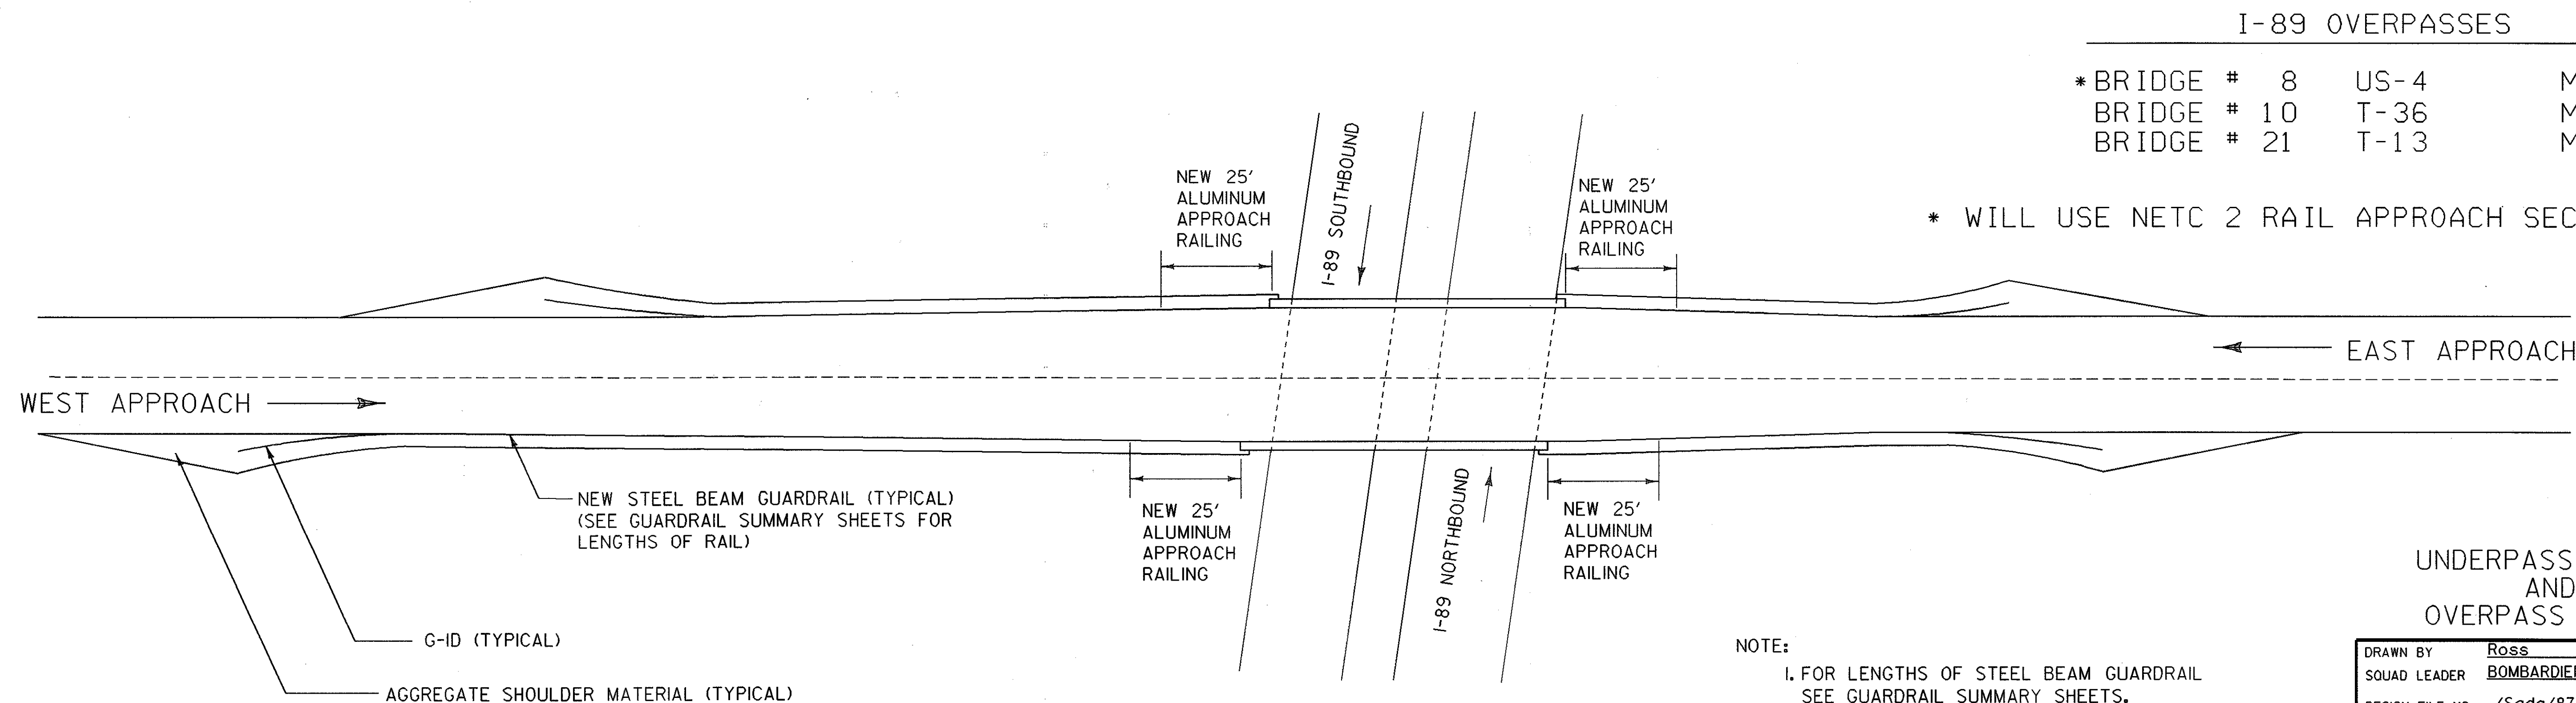 I-89 OVERPASSES
*BRIDGE # 8 US-4 M
BRIDGE # 10 T-36 M
BRIDGE # 21 T-13 M
* WILL USE NETC 2 RAIL APPROACH SEC
NEW 25'
ALUMINUM
APPROACH
RAILING
I-89 SOUTHBOUND
NEW 25'
ALUMINUM
APPROACH
RAILING
EAST APPROACH
WEST APPROACH
NEW STEEL BEAM GUARDRAIL (TYPICAL)
(SEE GUARDRAIL SUMMARY SHEETS FOR
LENGTHS OF RAIL)
NEW 25'
ALUMINUM
APPROACH
RAILING
I-89 NORTHBOUND
NEW 25'
ALUMINUM
APPROACH
RAILING
G-1D (TYPICAL)
AGGREGATE SHOULDER MATERIAL (TYPICAL)
NOTE:
1. FOR LENGTHS OF STEEL BEAM GUARDRAIL
SEE GUARDRAIL SUMMARY SHEETS.
UNDERPASS
AND
OVERPASS
DRAWN BY Ross
SQUAD LEADER BOMBARDIE